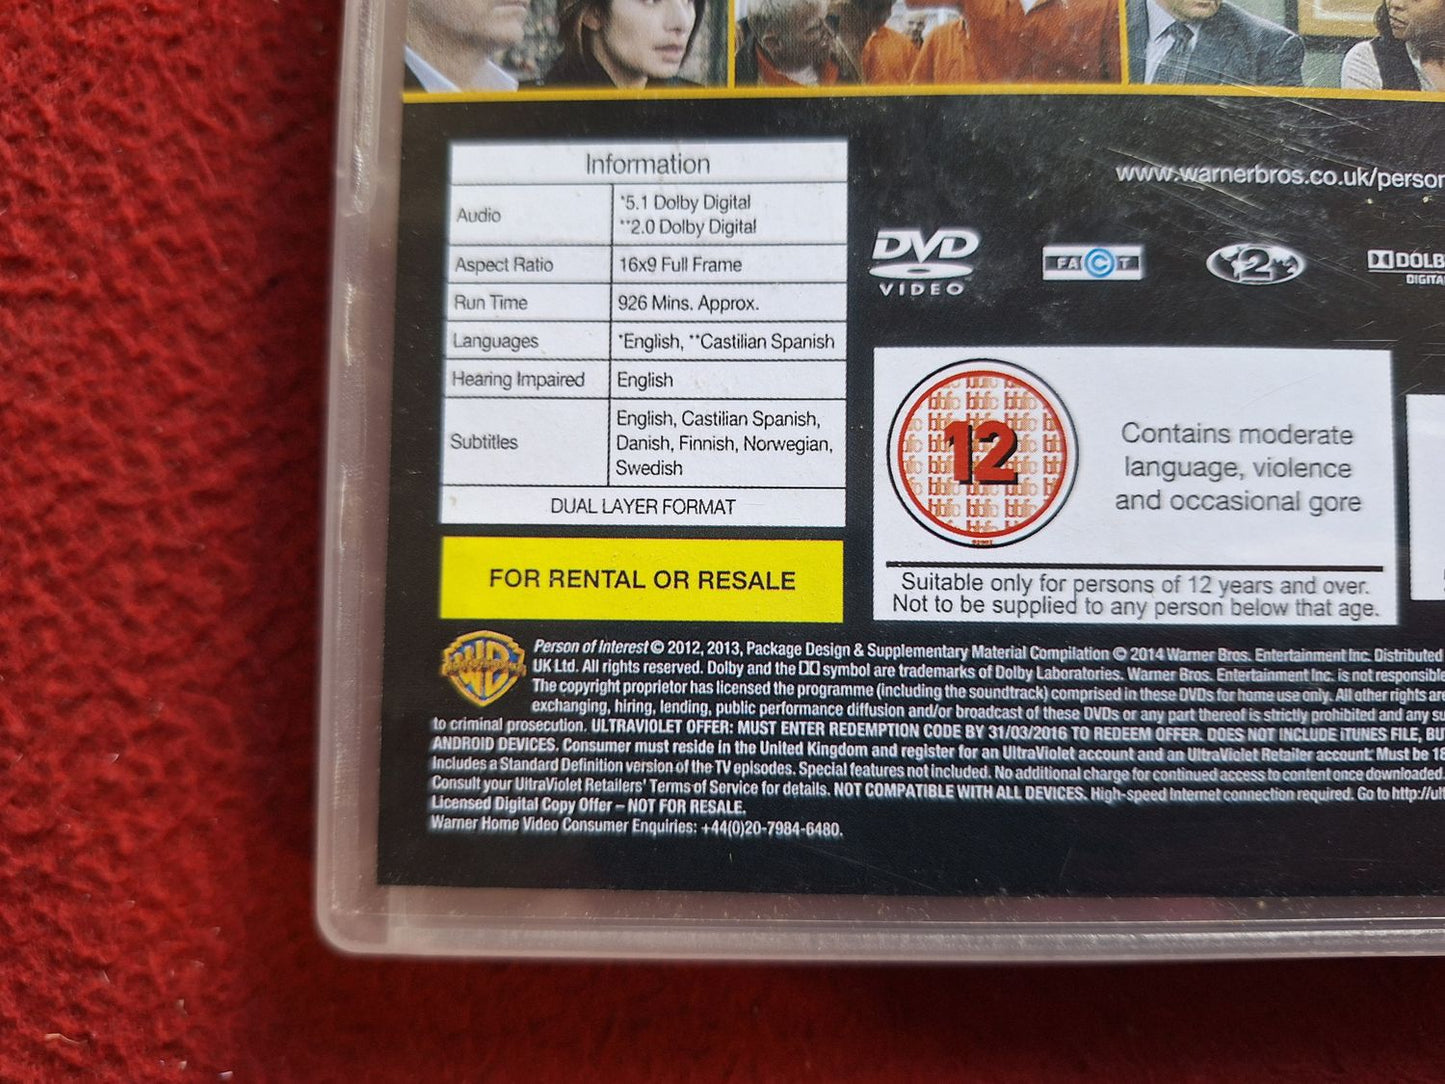 Information
Audio
*5.1 Dolby Digital
**2.0 Dolby Digital
Aspect Ratio
16x9 Full Frame
Run Time
926 Mins. Approx.
Languages
*English, **Castilian Spanish
Hearing Impaired
English
Subtitles
English, Castilian Spanish,
Danish, Finnish, Norwegian,
Swedish
DUAL LAYER FORMAT
FOR RENTAL OR RESALE
www.warnerbros.co.uk/person
DVD
VIDEO
FACT
2
DOLB
DIGITA
bbfc bbfc bbfc
12
Contains moderate
language, violence
and occasional gore
Suitable only for persons of 12 years and over.
Not to be supplied to any person below that age.
WB
Person of Interest © 2012, 2013, Package Design & Supplementary Material Compilation © 2014 Warner Bros. Entertainment Inc. Distributed
UK Ltd. All rights reserved. Dolby and the DD symbol are trademarks of Dolby Laboratories. Warner Bros. Entertainment Inc. is not responsible
The copyright proprietor has licensed the programme (including the soundtrack) comprised in these DVDs for home use only. All other rights are
exchanging, hiring, lending, public performance diffusion and/or broadcast of these DVDs or any part thereof is strictly prohibited and any su
to criminal prosecution. ULTRAVIOLET OFFER: MUST ENTER REDEMPTION CODE BY 31/03/2016 TO REDEEM OFFER. DOES NOT INCLUDE iTUNES FILE, BUT
ANDROID DEVICES. Consumer must reside in the United Kingdom and register for an UltraViolet account and an UltraViolet Retailer account. Must be 18
Includes a Standard Definition version of the TV episodes. Special features not included. No additional charge for continued access to content once downloaded.
Consult your UltraViolet Retailers' Terms of Service for details. NOT COMPATIBLE WITH ALL DEVICES. High-speed Internet connection required. Go to http://ult
Licensed Digital Copy Offer – NOT FOR RESALE.
Warner Home Video Consumer Enquiries: +44(0)20-7984-6480.